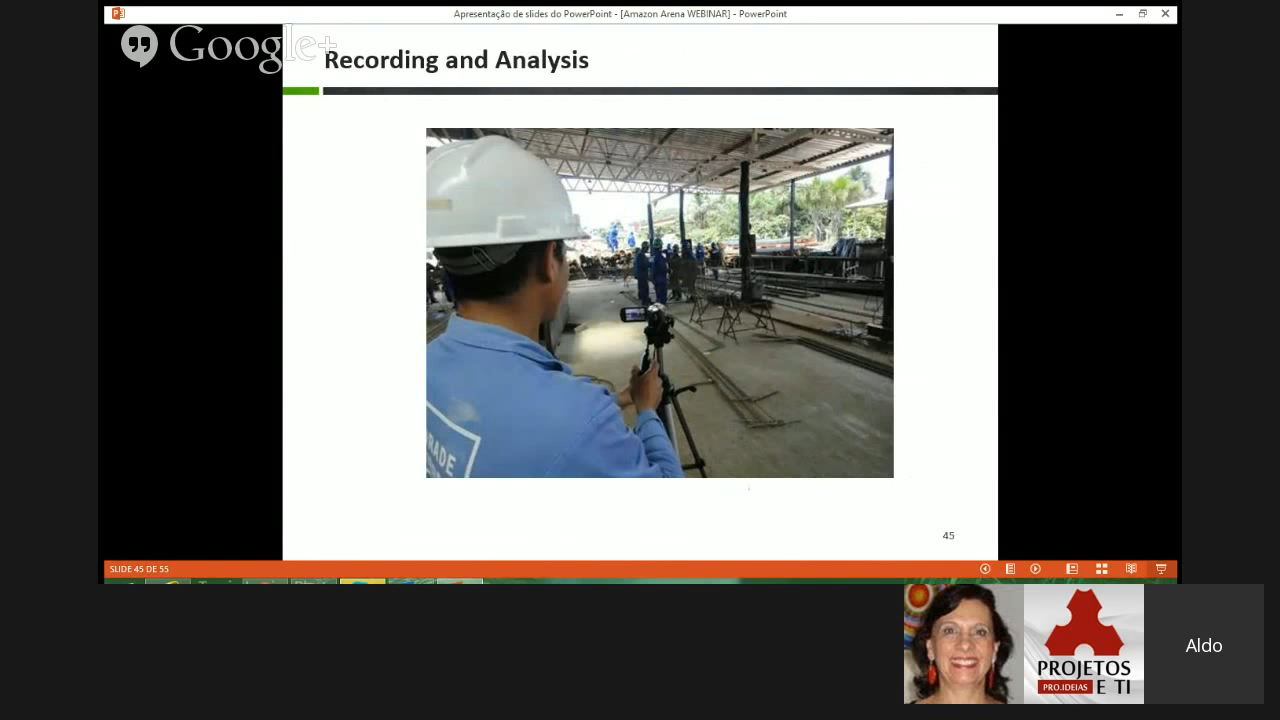 Apresentação de slides do PowerPoint - [Amazon Arena WEBINAR] - PowerPoint
Google+
Recording and Analysis
RADE
45
SLIDE 45 DE 55
Aldo
PROJETOS
PRO.IDEIAS E TI